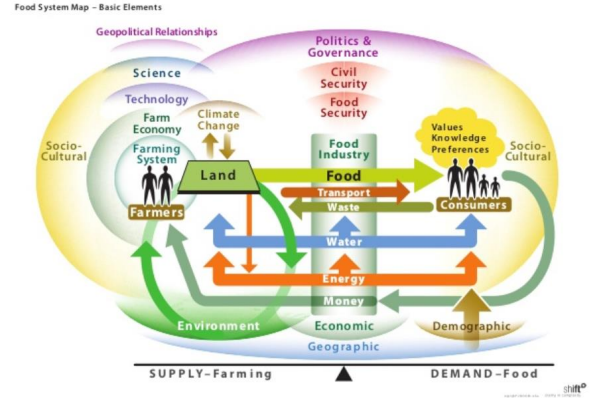 Food System Map – Basic Elements
Geopolitical Relationships
Politics &
Governance
Science
Civil
Security
Technology
Food
Security
Climate
Change
Farm
Economy
Values
Knowledge
Preferences
Socio-
Cultural
Farming
System
Food
Industry
Socio-
Cultural
Land
Food
Transport
Farmers
Waste
Consumers
Water
Energy
Money
Environment
Economic
Demographic
Geographic
SUPPLY–Farming
DEMAND–Food
shift